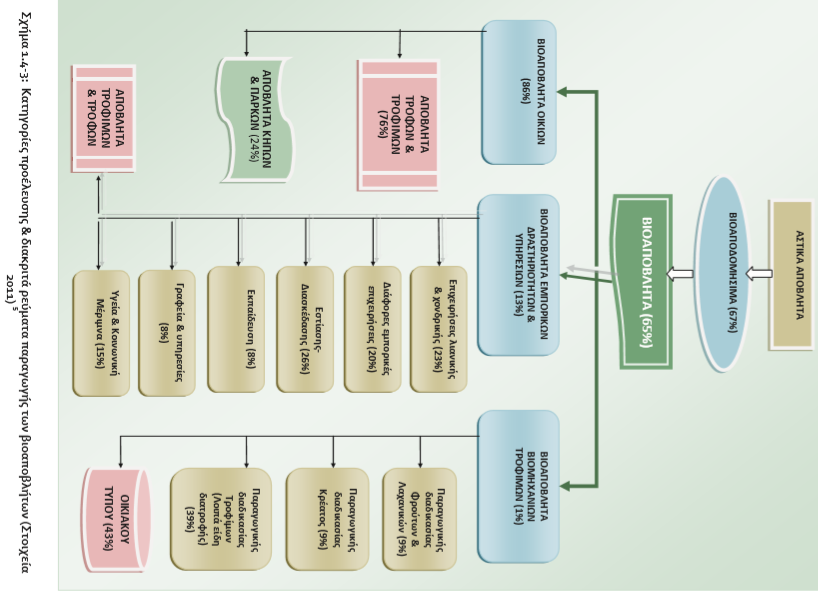 ΑΣΤΙΚΑ ΑΠΟΒΛΗΤΑ
ΒΙΟΑΠΟΔΟΜΗΣΙΜΑ (67%)
ΒΙΟΑΠΟΒΛΗΤΑ (65%)
ΒΙΟΑΠΟΒΛΗΤΑ ΟΙΚΙΩΝ
(86%)
ΑΠΟΒΛΗΤΑ
ΤΡΟΦΩΝ &
ΤΡΟΦΙΜΩΝ
(76%)
ΑΠΟΒΛΗΤΑ ΚΗΠΩΝ
& ΠΑΡΚΩΝ (24%)
ΒΙΟΑΠΟΒΛΗΤΑ ΕΜΠΟΡΙΚΩΝ
ΔΡΑΣΤΗΡΙΟΤΗΤΩΝ &
ΥΠΗΡΕΣΙΩΝ (13%)
Επιχειρήσεις λιανικής
& χονδρικής (23%)
Διάφορες εμπορικές
επιχειρήσεις (20%)
Εστίασης-
Διασκέδασης (26%)
Εκπαίδευση (8%)
Γραφεία & υπηρεσίες
(8%)
Υγεία & Κοινωνική
Μέριμνα (15%)
ΑΠΟΒΛΗΤΑ
ΤΡΟΦΙΜΩΝ
& ΤΡΟΦΩΝ
ΒΙΟΑΠΟΒΛΗΤΑ
ΒΙΟΜΗΧΑΝΙΩΝ
ΤΡΟΦΙΜΩΝ (1%)
Παραγωγικής
διαδικασίας
Φρούτων &
Λαχανικών (9%)
Παραγωγικής
διαδικασίας
Κρέατος (9%)
Παραγωγικής
διαδικασίας
Τροφίμων
(Λοιπά είδη
διατροφής)
(39%)
ΟΙΚΙΑΚΟΥ
ΤΥΠΟΥ (43%)
Σχήμα 1.4-3: Κατηγορίες προέλευσης & διακριτά ρεύματα παραγωγής των βιοαποβλήτων (Στοιχεία
2011)⁵